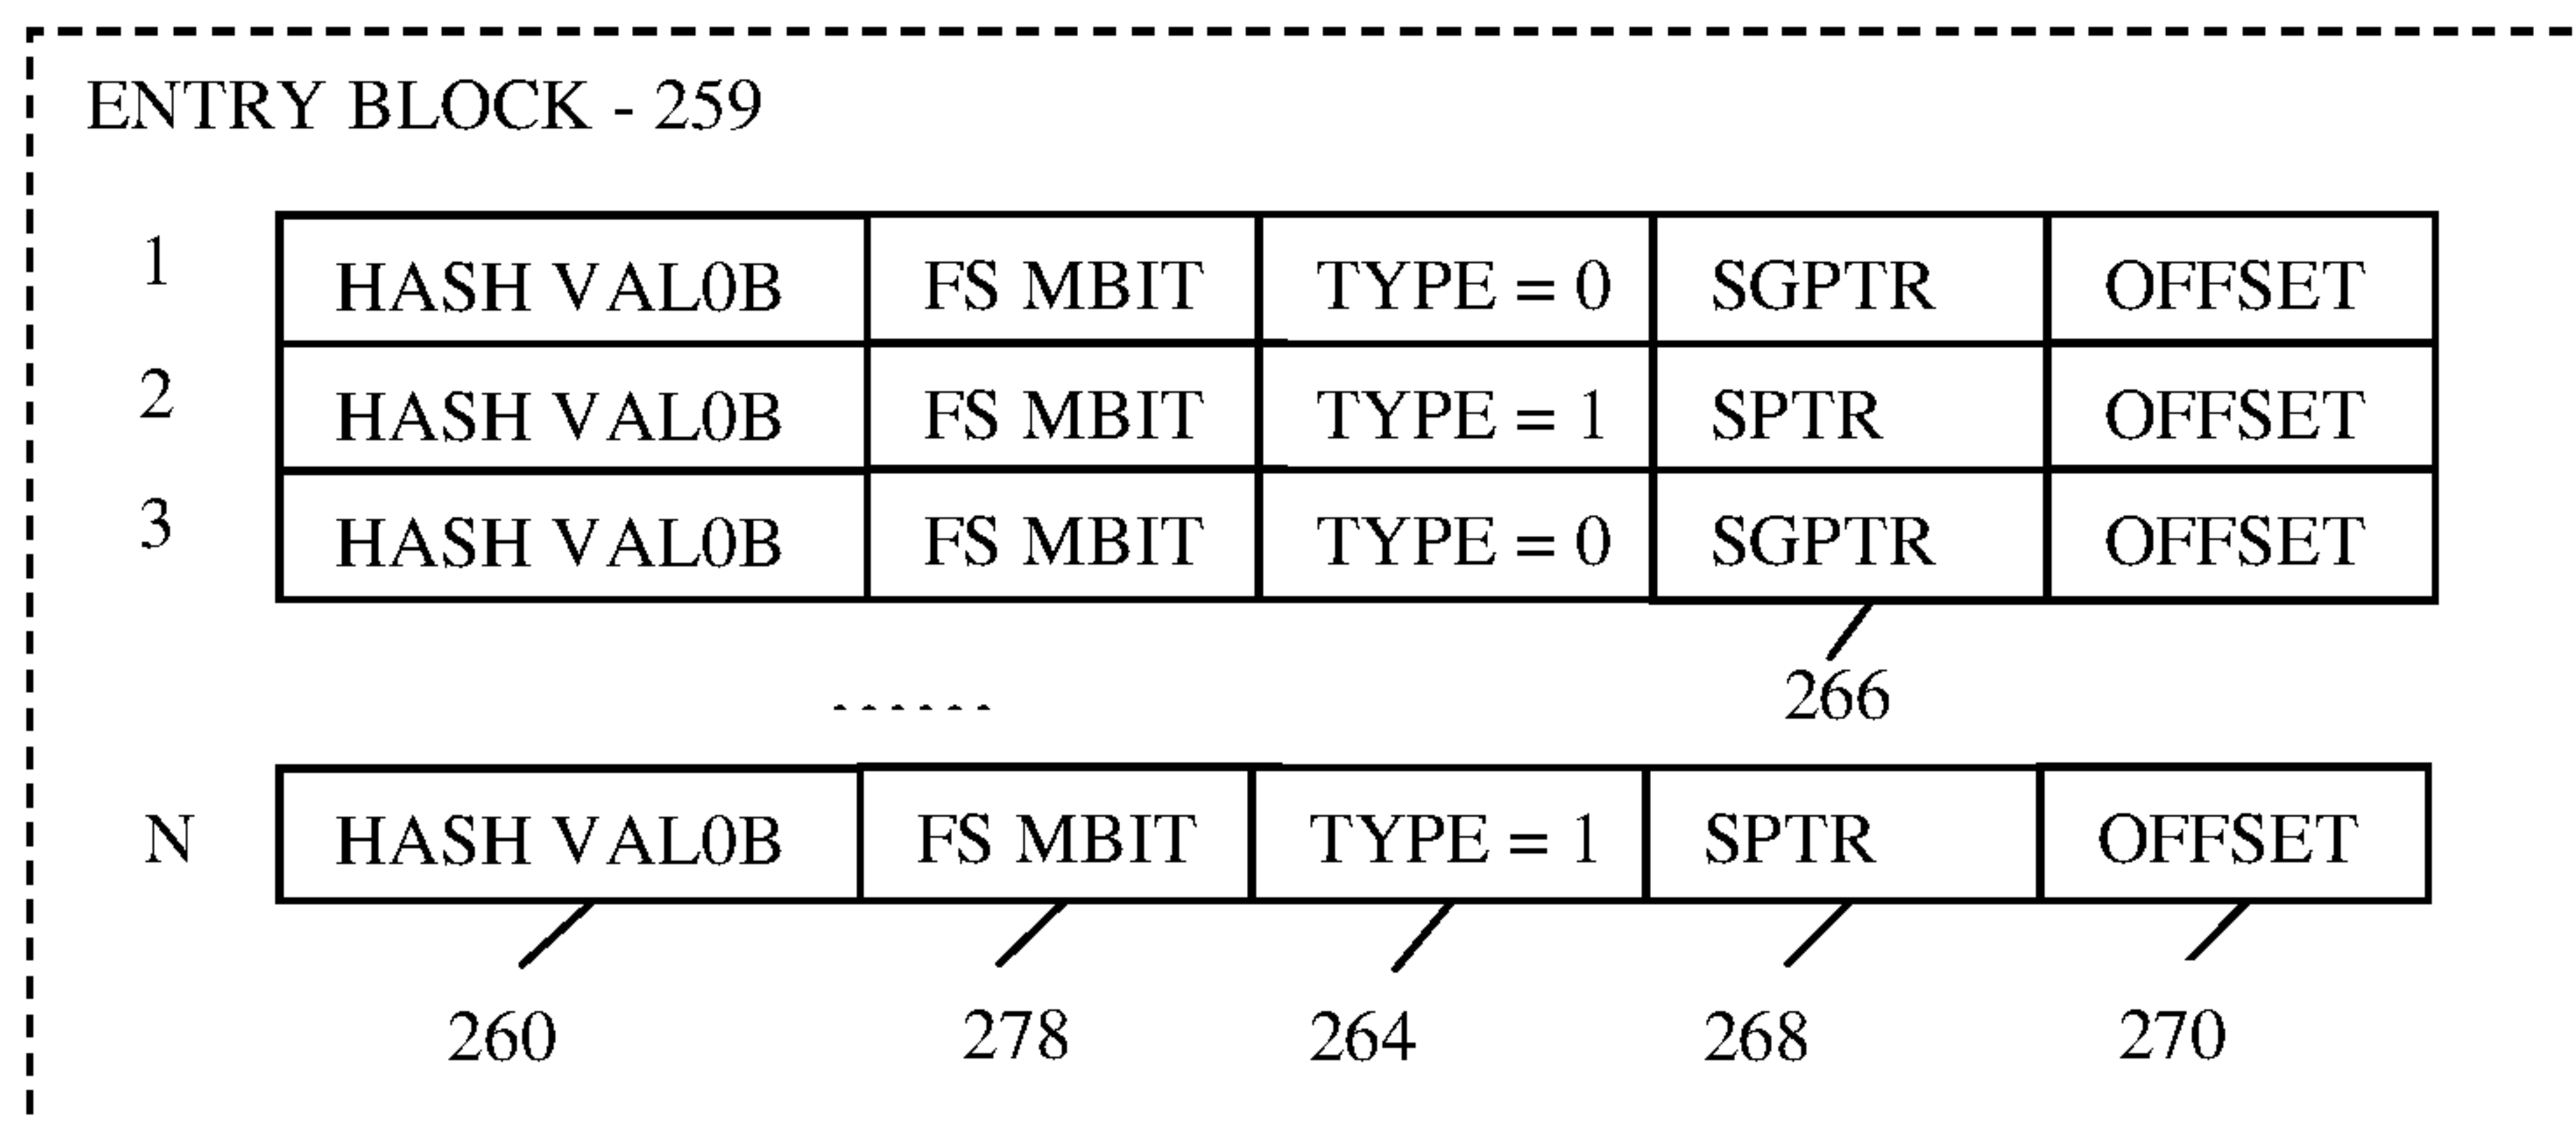 ENTRY BLOCK - 259
1 HASH VAL0B FS MBIT TYPE = 0 SGPTR OFFSET
2 HASH VAL0B FS MBIT TYPE = 1 SPTR OFFSET
3 HASH VAL0B FS MBIT TYPE = 0 SGPTR OFFSET
266
......
N HASH VAL0B FS MBIT TYPE = 1 SPTR OFFSET
260 278 264 268 270